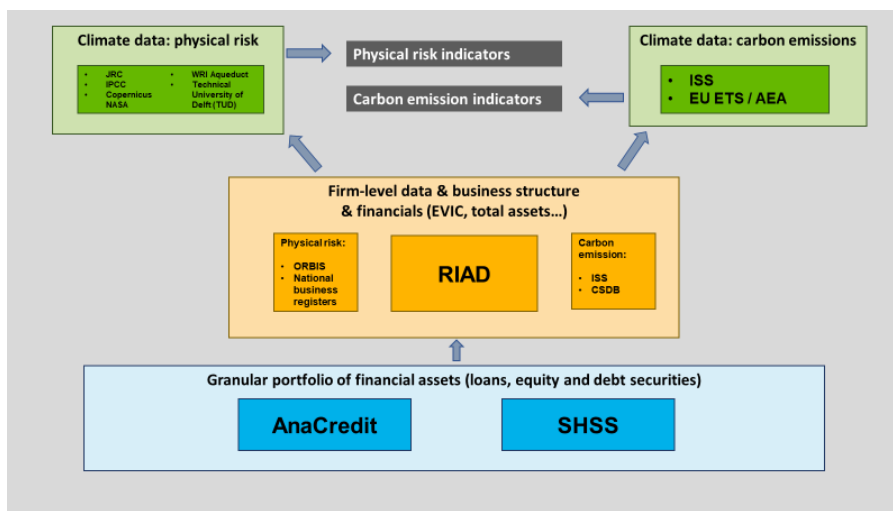 Climate data: physical risk
• JRC
• IPCC
• Copernicus
NASA
• WRI Aqueduct
• Technical
University of
Delft (TUD)
Physical risk indicators
Carbon emission indicators
Climate data: carbon emissions
• ISS
• EU ETS / AEA
Firm-level data & business structure
& financials (EVIC, total assets…)
Physical risk:
• ORBIS
• National
business
registers
RIAD
Carbon
emission:
• ISS
• CSDB
Granular portfolio of financial assets (loans, equity and debt securities)
AnaCredit
SHSS